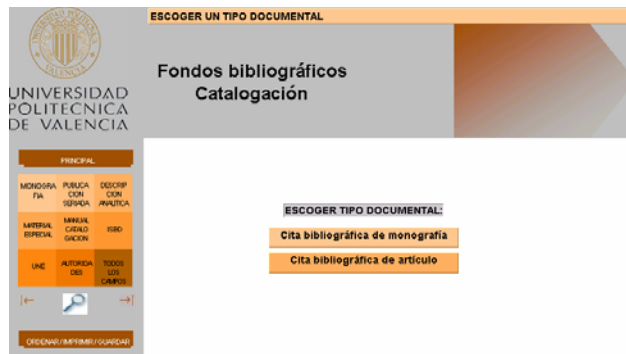 ESCOGER UN TIPO DOCUMENTAL
Fondos bibliográficos
Catalogación
UNIVERSIDAD
POLITECNICA
DE VALENCIA
PRINCIPAL
MONOGRA
FIA
PUBLICA
CION
SERIADA
DESCRIP
CION
ANALITICA
MATERIAL
ESPECIAL
MANUAL
CATALO
GACION
ISBD
UNE
AUTORIDA
DES
TODOS
LOS
CAMPOS
ORDENAR / IMPRIMIR / GUARDAR
ESCOGER TIPO DOCUMENTAL:
Cita bibliográfica de monografía
Cita bibliográfica de artículo